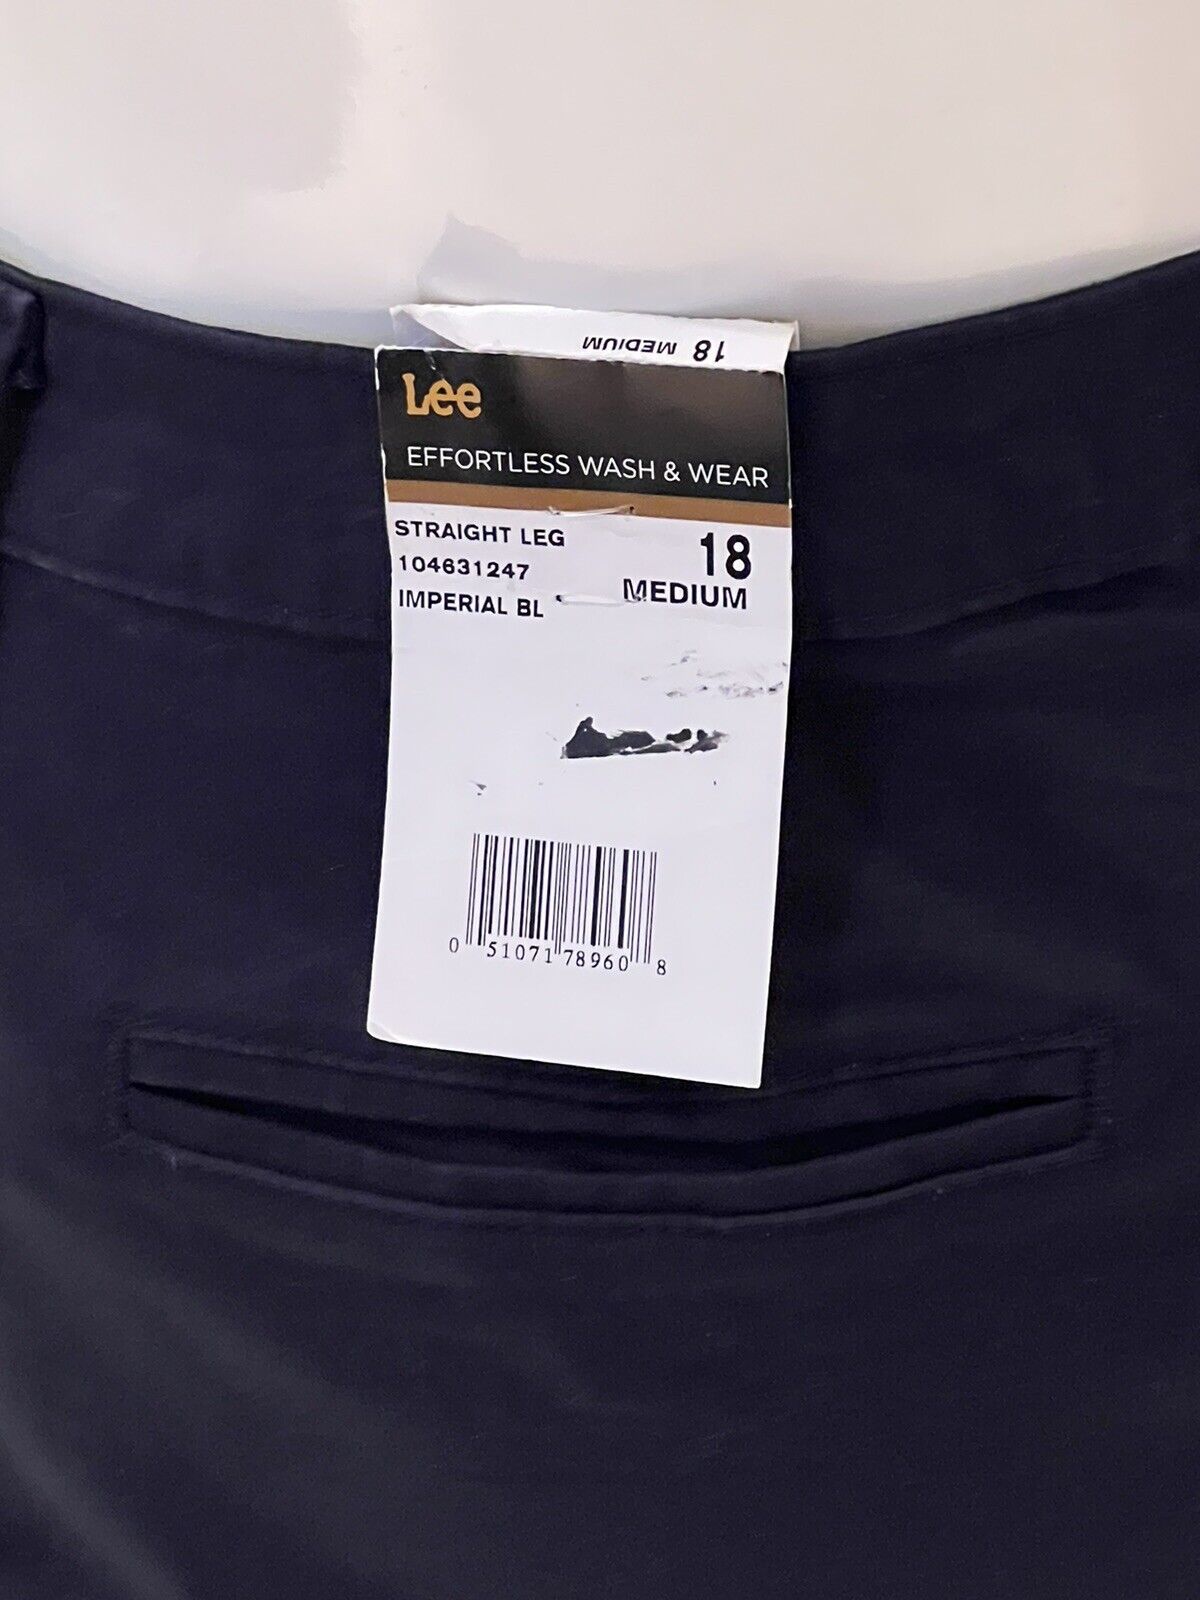 18 MEDIUM
Lee
EFFORTLESS WASH & WEAR
STRAIGHT LEG
18
104631247
MEDIUM
IMPERIAL BL
0 51071 78960 8